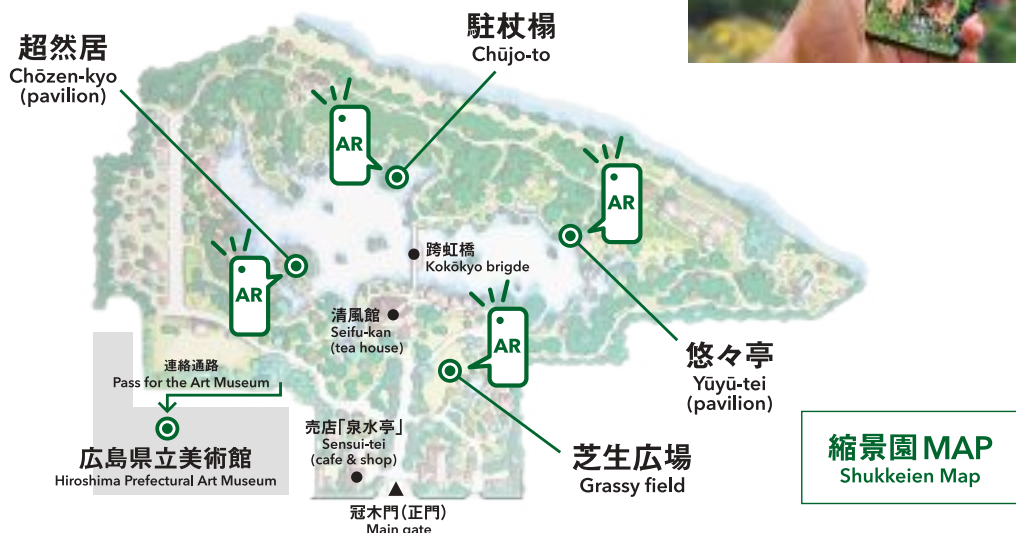 超然居
Chōzen-kyo
(pavilion)
駐杖榻
Chūjo-to
AR
AR
跨虹橋
Kokōkyo brigde
AR
清風館
Seifu-kan
(tea house)
AR
悠々亭
Yūyū-tei
(pavilion)
連絡通路
Pass for the Art Museum
広島県立美術館
Hiroshima Prefectural Art Museum
売店「泉水亭」
Sensui-tei
(cafe & shop)
芝生広場
Grassy field
冠木門(正門)
Main gate
縮景園MAP
Shukkeien Map